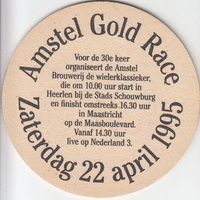 Amstel Gold Race
Voor de 30e keer
organiseert de Amstel
Brouwerij de wielerklassieker,
die om 10.00 uur start in
Heerlen bij de Stads Schouwburg
en finisht omstreeks 16.30 uur
in Maastricht
op de Maasboulevard.
Vanaf 14.30 uur
live op Nederland 3.
Zaterdag 22 april 1995